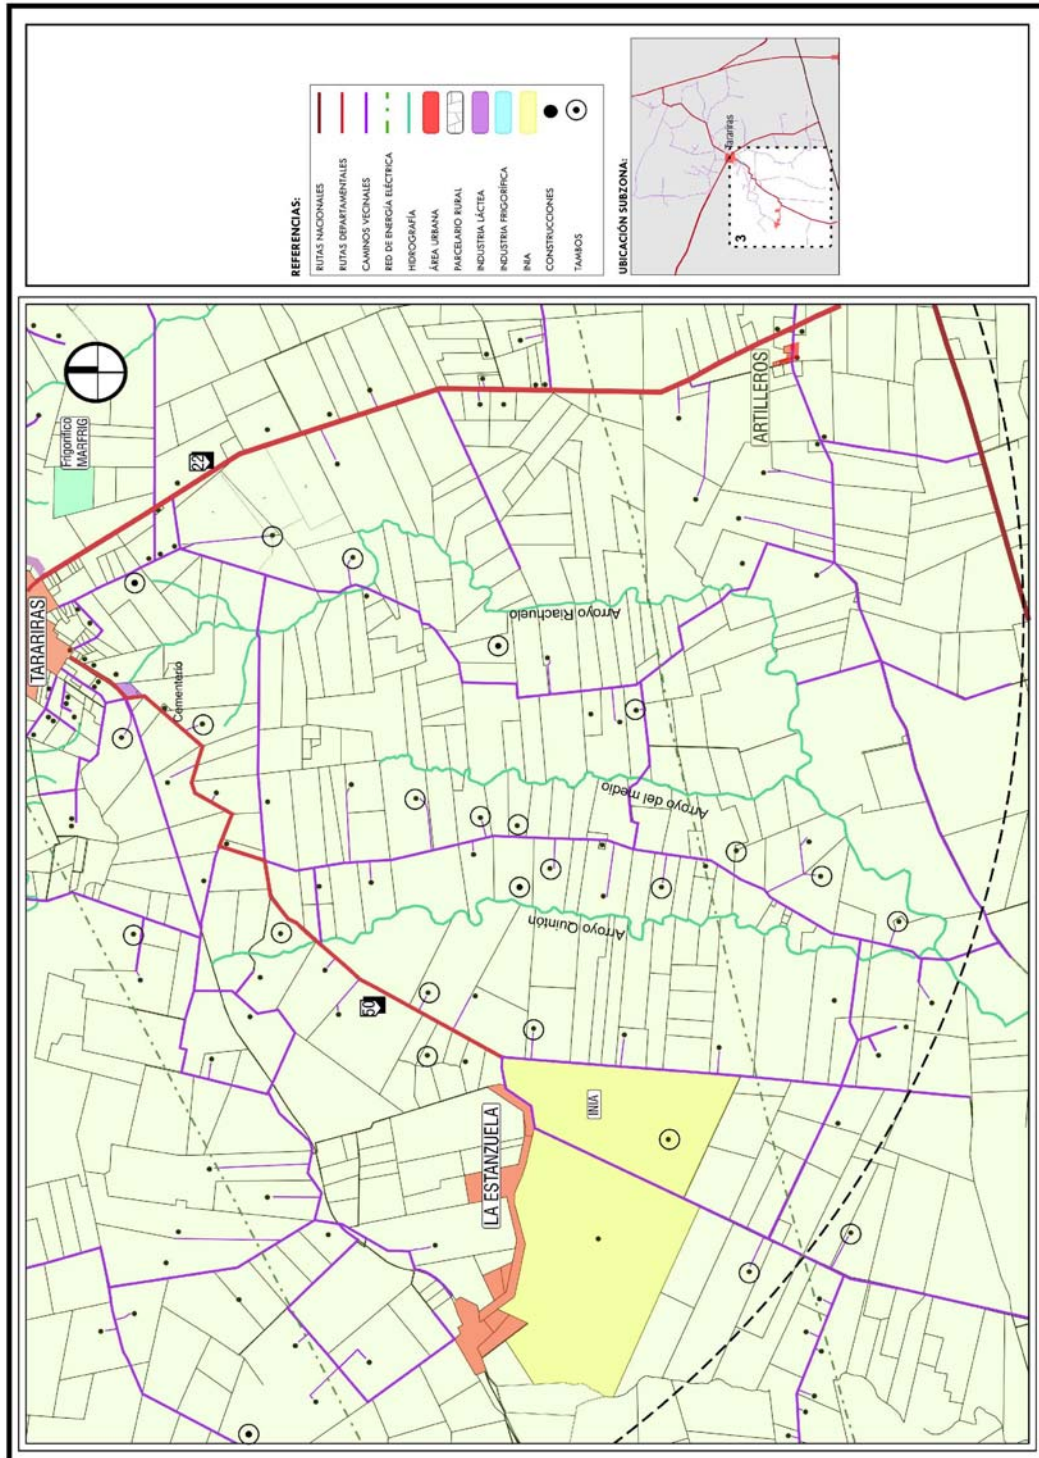 TARARIRAS
Frigorífico
MARFRIG
22
Cementerio
Arroyo Riachuelo
ARTILLEROS
Arroyo del medio
Arroyo Quintón
50
LA ESTANZUELA
INIA
REFERENCIAS:
RUTAS NACIONALES
RUTAS DEPARTAMENTALES
CAMINOS VECINALES
RED DE ENERGÍA ELÉCTRICA
HIDROGRAFÍA
ÁREA URBANA
PARCELARIO RURAL
INDUSTRIA LÁCTEA
INDUSTRIA FRIGORÍFICA
INIA
CONSTRUCCIONES
TAMBOS
UBICACIÓN SUBZONA:
Tarariras
3